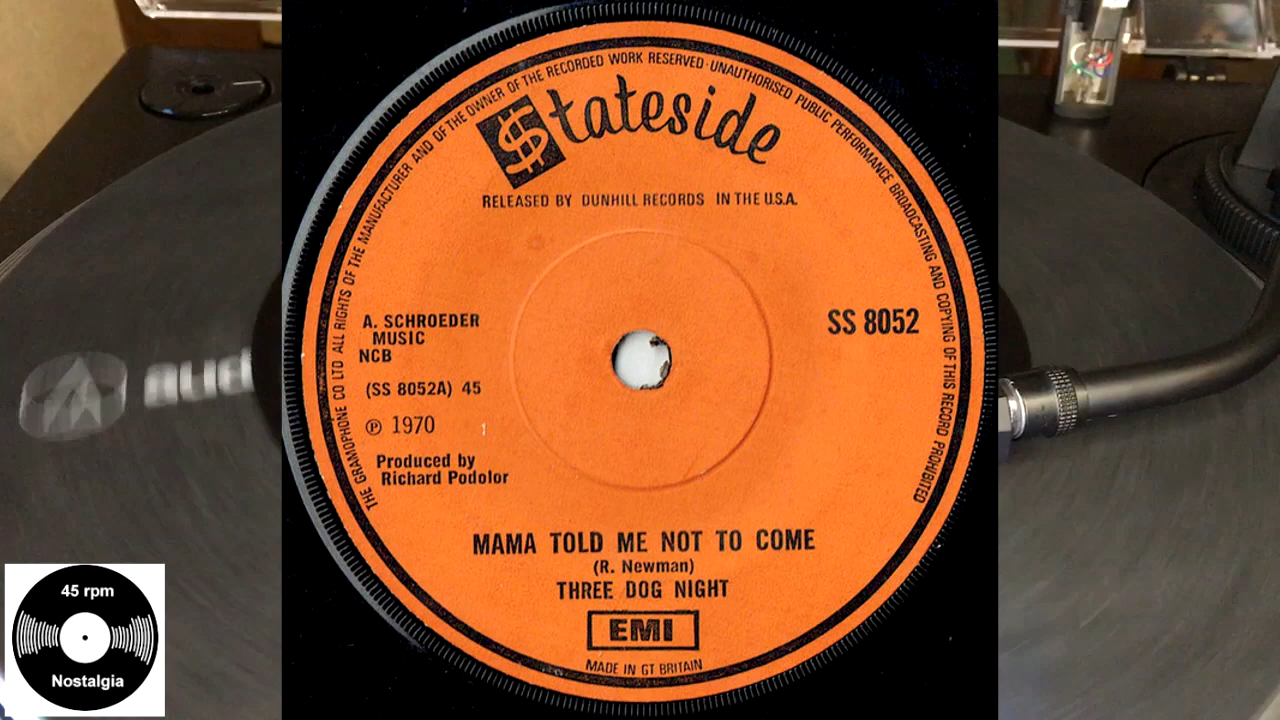 THE GRAMOPHONE CO LTD ALL RIGHTS OF THE MANUFACTURER AND OF THE OWNER OF THE RECORDED WORK RESERVED · UNAUTHORISED PUBLIC PERFORMANCE BROADCASTING AND COPYING OF THIS RECORD PROHIBITED
$tateside
RELEASED BY DUNHILL RECORDS IN THE U.S.A.
A. SCHROEDER
MUSIC
NCB
SS 8052
(SS 8052A) 45
℗ 1970
Produced by
Richard Podolor
MAMA TOLD ME NOT TO COME
(R. Newman)
THREE DOG NIGHT
EMI
MADE IN GT BRITAIN
45 rpm
Nostalgia